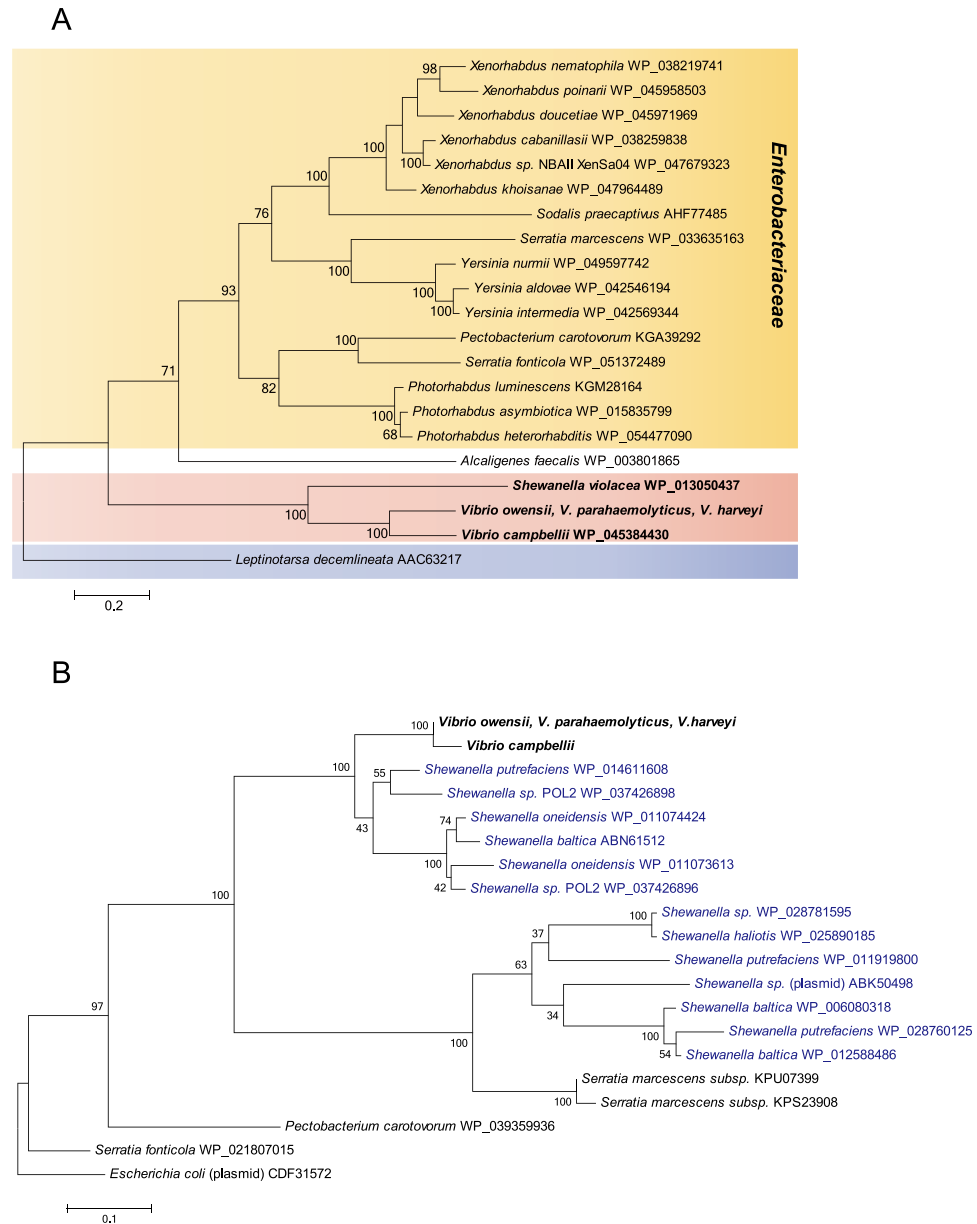 A
98
Xenorhabdus nematophila WP_038219741
Xenorhabdus poinarii WP_045958503
Xenorhabdus doucetiae WP_045971969
100
Xenorhabdus cabanillasii WP_038259838
100
Xenorhabdus sp. NBAII XenSa04 WP_047679323
100
Xenorhabdus khoisanae WP_047964489
76
Sodalis praecaptivus AHF77485
Serratia marcescens WP_033635163
100
Yersinia nurmii WP_049597742
93
100
Yersinia aldovae WP_042546194
100
Yersinia intermedia WP_042569344
100
Pectobacterium carotovorum KGA39292
Serratia fonticola WP_051372489
71
82
Photorhabdus luminescens KGM28164
100
Photorhabdus asymbiotica WP_015835799
68
Photorhabdus heterorhabditis WP_054477090
Enterobacteriaceae
Alcaligenes faecalis WP_003801865
Shewanella violacea WP_013050437
100
Vibrio owensii, V. parahaemolyticus, V. harveyi
100
Vibrio campbellii WP_045384430
Leptinotarsa decemlineata AAC63217
0.2
B
100
Vibrio owensii, V. parahaemolyticus, V.harveyi
Vibrio campbellii
100
55
Shewanella putrefaciens WP_014611608
Shewanella sp. POL2 WP_037426898
43
74
Shewanella oneidensis WP_011074424
Shewanella baltica ABN61512
100
Shewanella oneidensis WP_011073613
42
Shewanella sp. POL2 WP_037426896
100
100
Shewanella sp. WP_028781595
37
Shewanella haliotis WP_025890185
63
Shewanella putrefaciens WP_011919800
Shewanella sp. (plasmid) ABK50498
34
Shewanella baltica WP_006080318
97
100
Shewanella putrefaciens WP_028760125
100
54
Shewanella baltica WP_012588486
Serratia marcescens subsp. KPU07399
100
Serratia marcescens subsp. KPS23908
Pectobacterium carotovorum WP_039359936
Serratia fonticola WP_021807015
Escherichia coli (plasmid) CDF31572
0.1